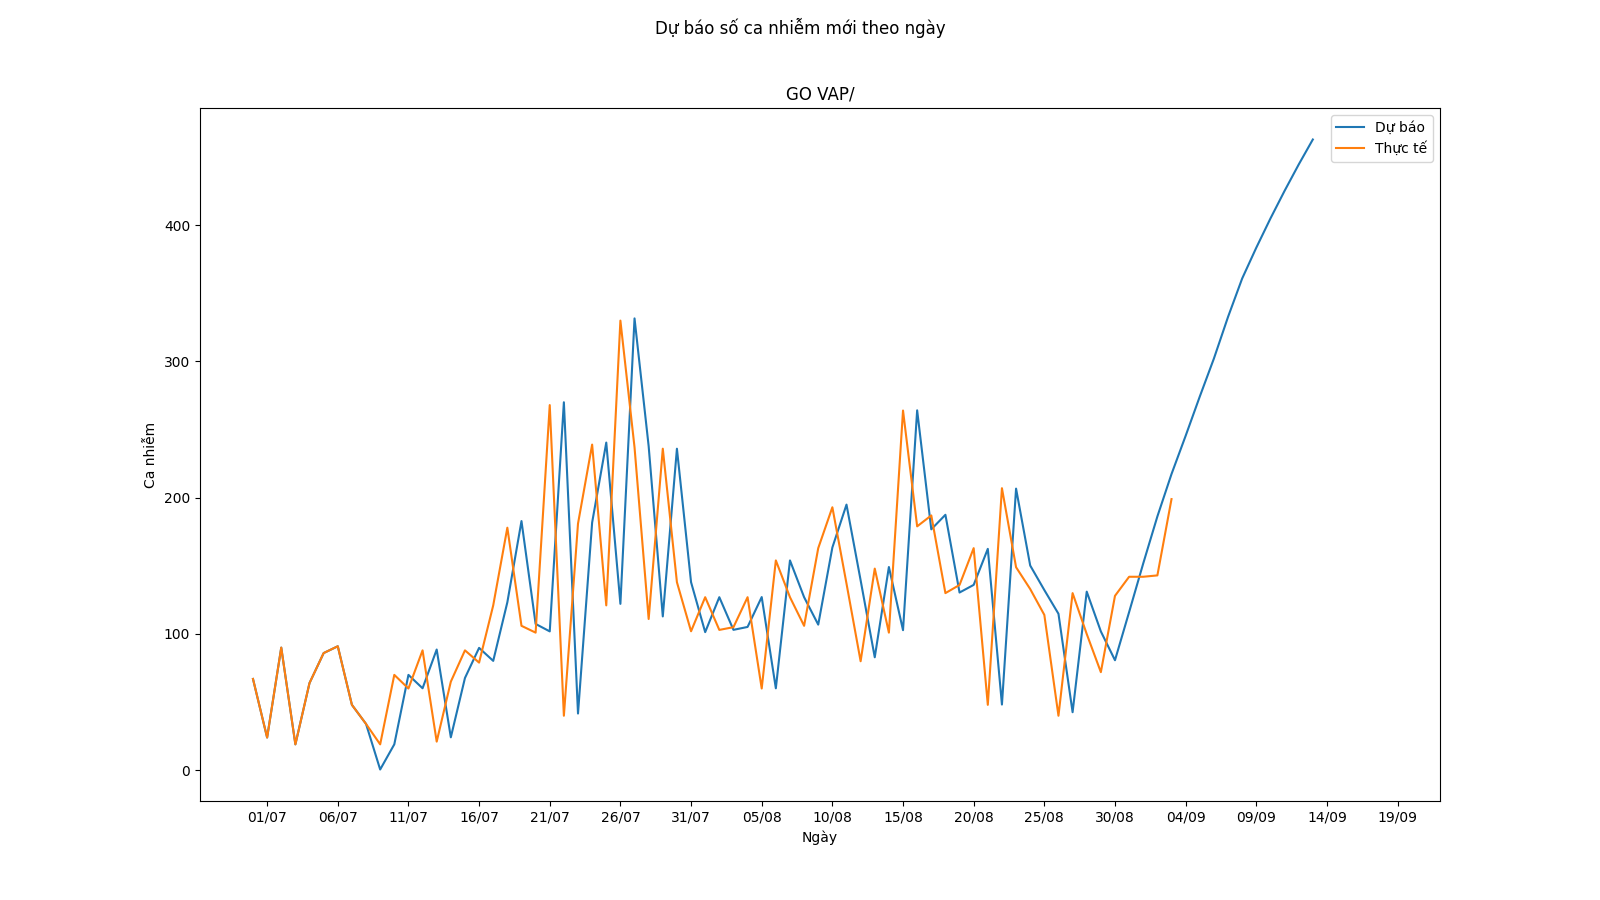 Dự báo số ca nhiễm mới theo ngày
GO VAP/
Dự báo
Thực tế
Ca nhiễm
400
300
200
100
0
01/07 06/07 11/07 16/07 21/07 26/07 31/07 05/08 10/08 15/08 20/08 25/08 30/08 04/09 09/09 14/09 19/09
Ngày